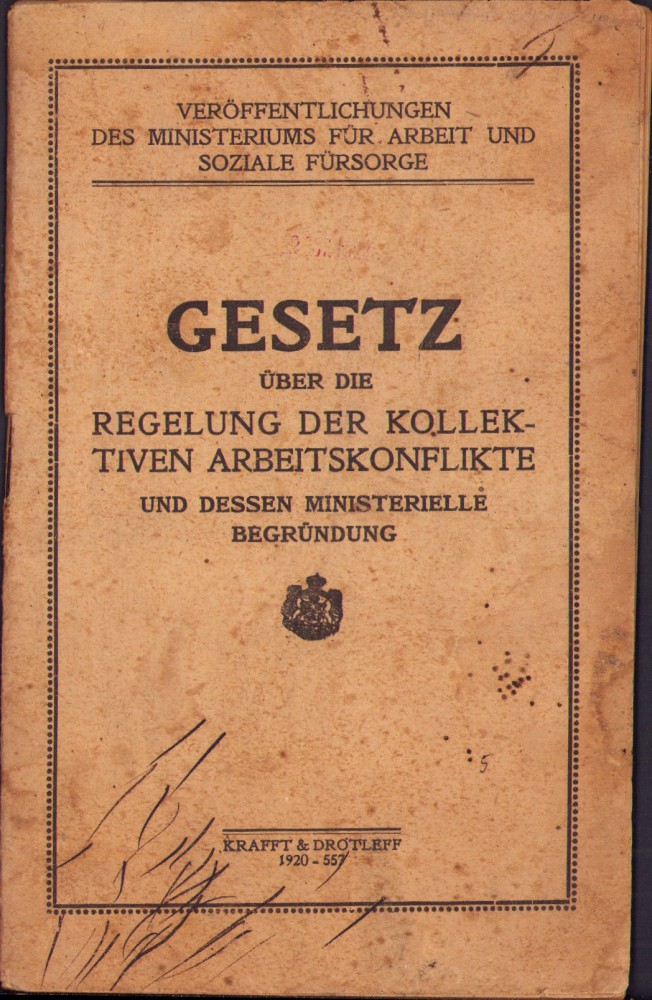 VERÖFFENTLICHUNGEN
DES MINISTERIUMS FÜR ARBEIT UND
SOZIALE FÜRSORGE
GESETZ
ÜBER DIE
REGELUNG DER KOLLEK-
TIVEN ARBEITSKONFLIKTE
UND DESSEN MINISTERIELLE
BEGRÜNDUNG
5
KRAFFT & DROTLEFF
1920 - 557